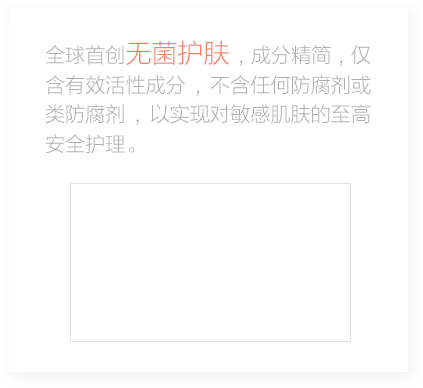 全球首创无菌护肤，成分精简，仅
含有效活性成分，不含任何防腐剂或
类防腐剂，以实现对敏感肌肤的至高
安全护理。